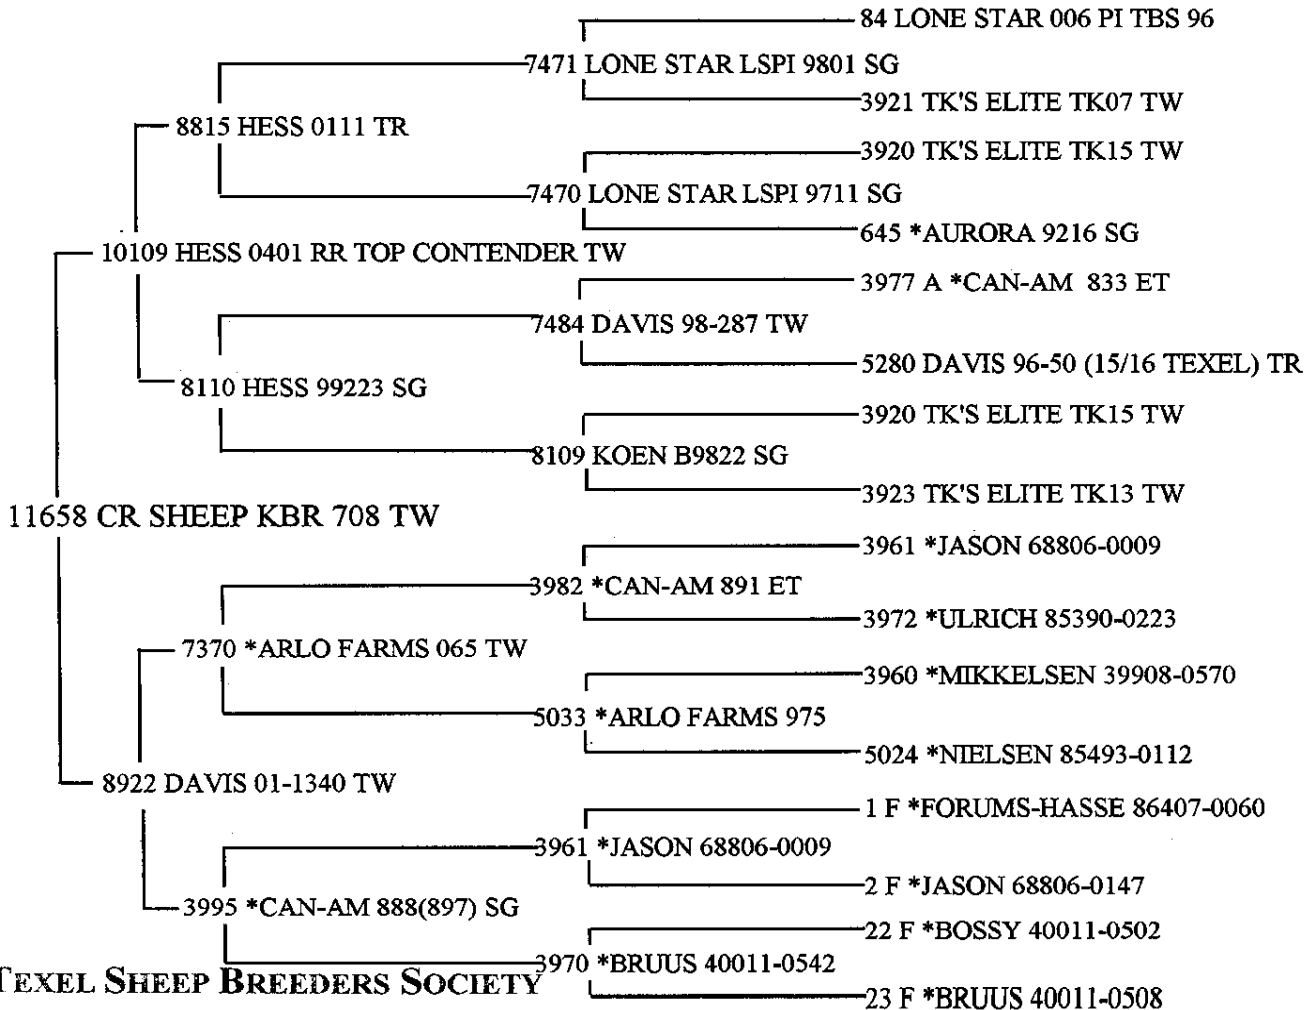 84 LONE STAR 006 PI TBS 96
7471 LONE STAR LSPI 9801 SG
3921 TK'S ELITE TK07 TW
8815 HESS 0111 TR
3920 TK'S ELITE TK15 TW
7470 LONE STAR LSPI 9711 SG
645 *AURORA 9216 SG
10109 HESS 0401 RR TOP CONTENDER TW
3977 A *CAN-AM 833 ET
7484 DAVIS 98-287 TW
5280 DAVIS 96-50 (15/16 TEXEL) TR
8110 HESS 99223 SG
3920 TK'S ELITE TK15 TW
8109 KOEN B9822 SG
3923 TK'S ELITE TK13 TW
11658 CR SHEEP KBR 708 TW
3961 *JASON 68806-0009
3982 *CAN-AM 891 ET
3972 *ULRICH 85390-0223
7370 *ARLO FARMS 065 TW
3960 *MIKKELSEN 39908-0570
5033 *ARLO FARMS 975
5024 *NIELSEN 85493-0112
8922 DAVIS 01-1340 TW
1 F *FORUMS-HASSE 86407-0060
3961 *JASON 68806-0009
2 F *JASON 68806-0147
3995 *CAN-AM 888(897) SG
22 F *BOSSY 40011-0502
3970 *BRUUS 40011-0542
TEXEL SHEEP BREEDERS SOCIETY
23 F *BRUUS 40011-0508